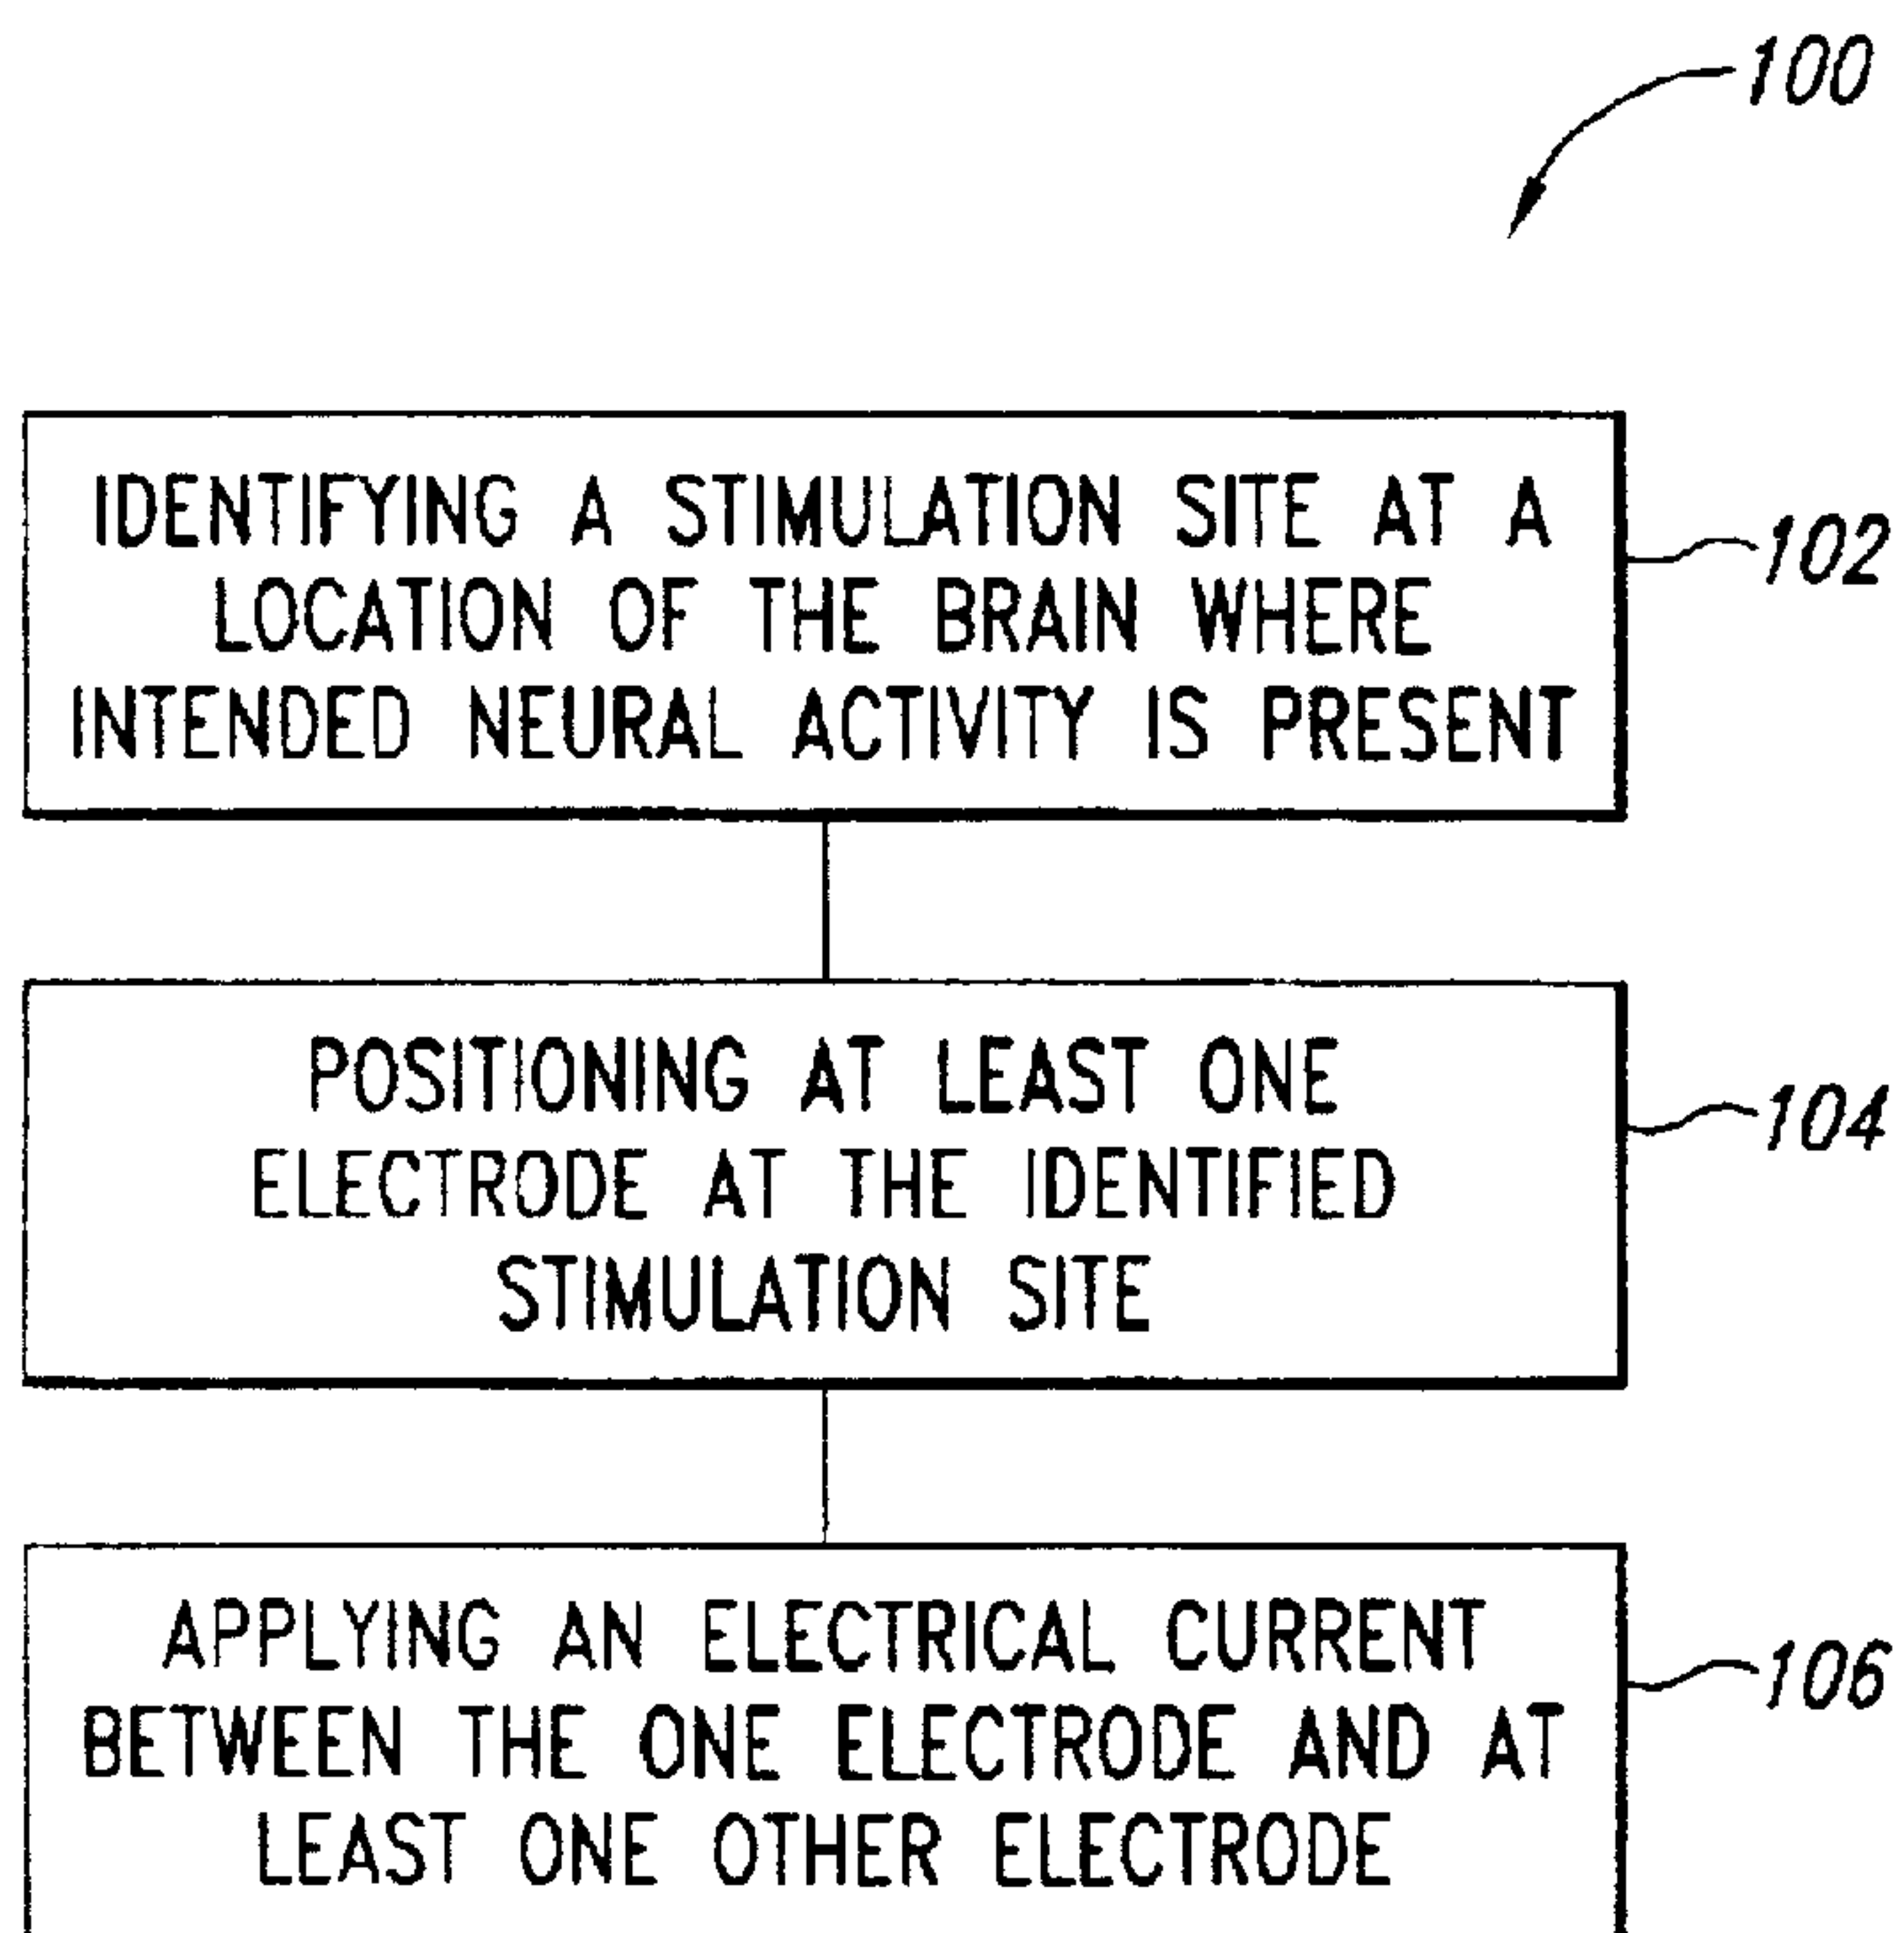 100
IDENTIFYING A STIMULATION SITE AT A
LOCATION OF THE BRAIN WHERE
INTENDED NEURAL ACTIVITY IS PRESENT
102
POSITIONING AT LEAST ONE
ELECTRODE AT THE IDENTIFIED
STIMULATION SITE
104
APPLYING AN ELECTRICAL CURRENT
BETWEEN THE ONE ELECTRODE AND AT
LEAST ONE OTHER ELECTRODE
106